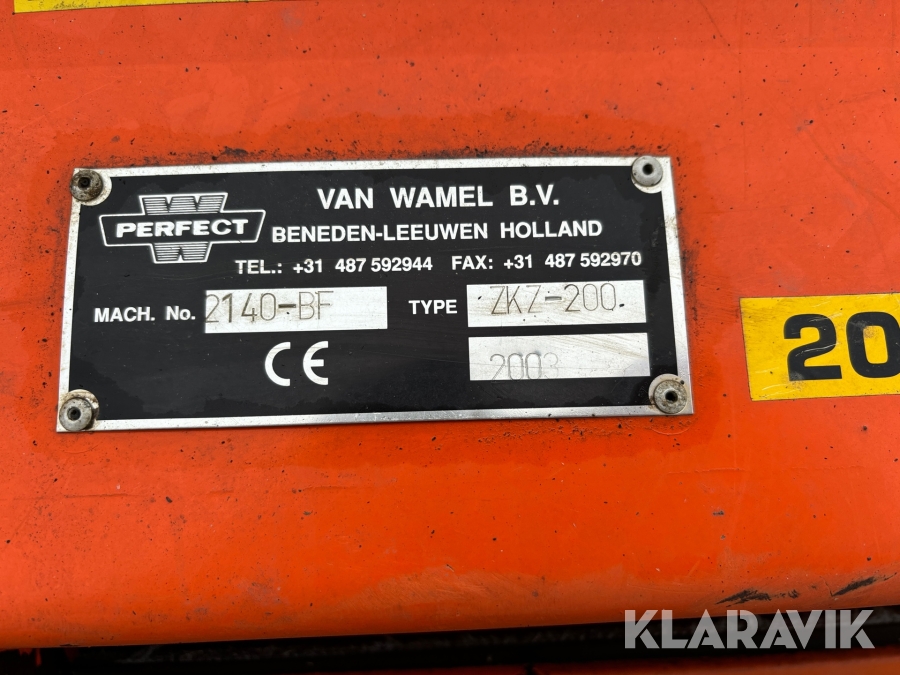 VAN WAMEL B.V.
W
PERFECT
W
BENEDEN-LEEUWEN HOLLAND
TEL.: +31 487 592944 FAX: +31 487 592970
MACH. No. 2140-BF TYPE ZKZ-200
CE 2003
20
KLARAVIK